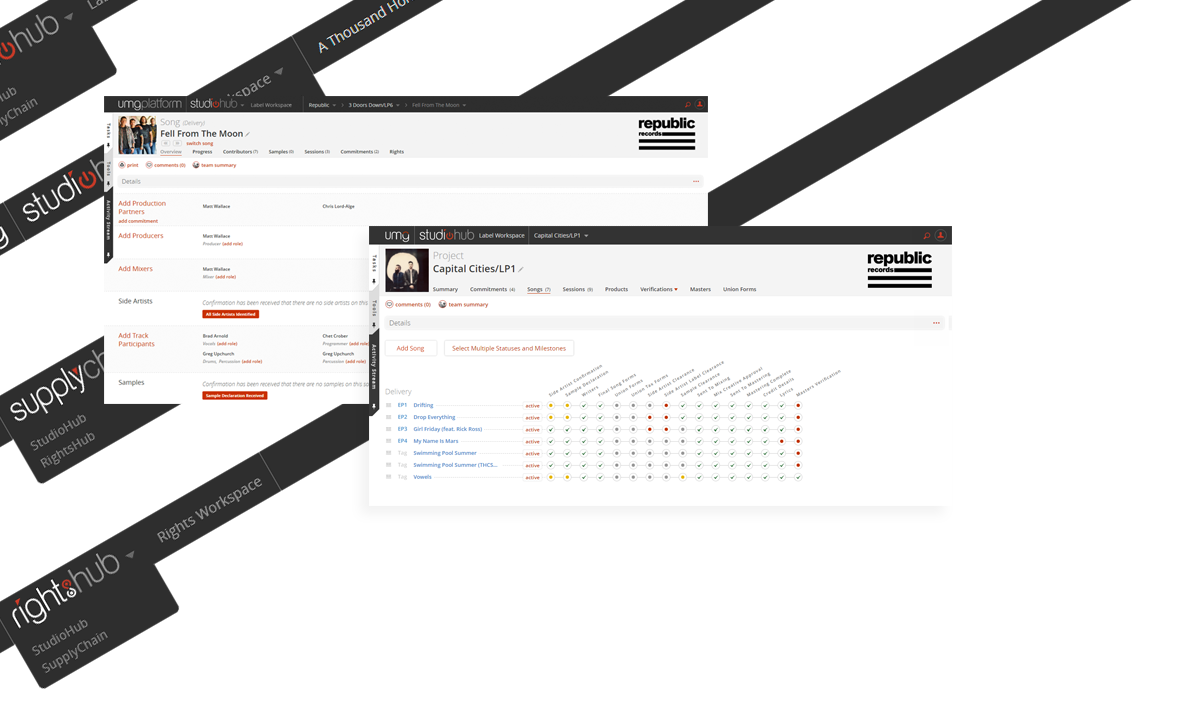 Label
A Thousand Ho
hub
Hub
yChain
Workspace
umgplatform studiohub Label Workspace Republic 3 Doors Down/LP6 Fell From The Moon
Song (Delivery)
Fell From The Moon
switch song
Overview Progress Contributors (7) Samples (0) Sessions (3) Commitments (2) Rights
republic
records
Tasks
Tools
Activity Stream
print comments (0) team summary
Details
Add Production Partners
Matt Wallace Chris Lord-Alge
add commitment
Add Producers
Matt Wallace
Producer (add role)
Add Mixers
Matt Wallace
Mixer (add role)
Side Artists
Confirmation has been received that there are no side artists on this
All Side Artists Identified
Add Track Participants
Brad Arnold Chet Crober
Vocals (add role) Programmer (add role)
Greg Upchurch Greg Upchurch
Drums, Percussion (add role) Percussion (add role)
Samples
Confirmation has been received that there are no samples on this so
Sample Declaration Received
studiohub
umg studiohub Label Workspace Capital Cities/LP1
Project
Capital Cities/LP1
Summary Commitments (4) Songs (7) Sessions (9) Products Verifications Masters Union Forms
republic
records
Tasks
Tools
Activity Stream
comments (0) team summary
Details
Add Song Select Multiple Statuses and Milestones
Side Artist Confirmation
Sample Declaration
Writers
Final Song Forms
Union Forms
Union Tax Forms
Side Artist Clearance
Side Artist Label Clearance
Sample Clearance
Sent To Mixing
Mix Creative Approval
Sent To Mastering
Mastering Complete
Credit Details
Lyrics
Masters Verification
Delivery
EP1 Drifting active
EP2 Drop Everything active
EP3 Girl Friday (feat. Rick Ross) active
EP4 My Name Is Mars active
Tag Swimming Pool Summer active
Tag Swimming Pool Summer (THCS... active
Tag Vowels active
supplych
StudioHub
RightsHub
Rights Workspace
rightshub
StudioHub
SupplyChain